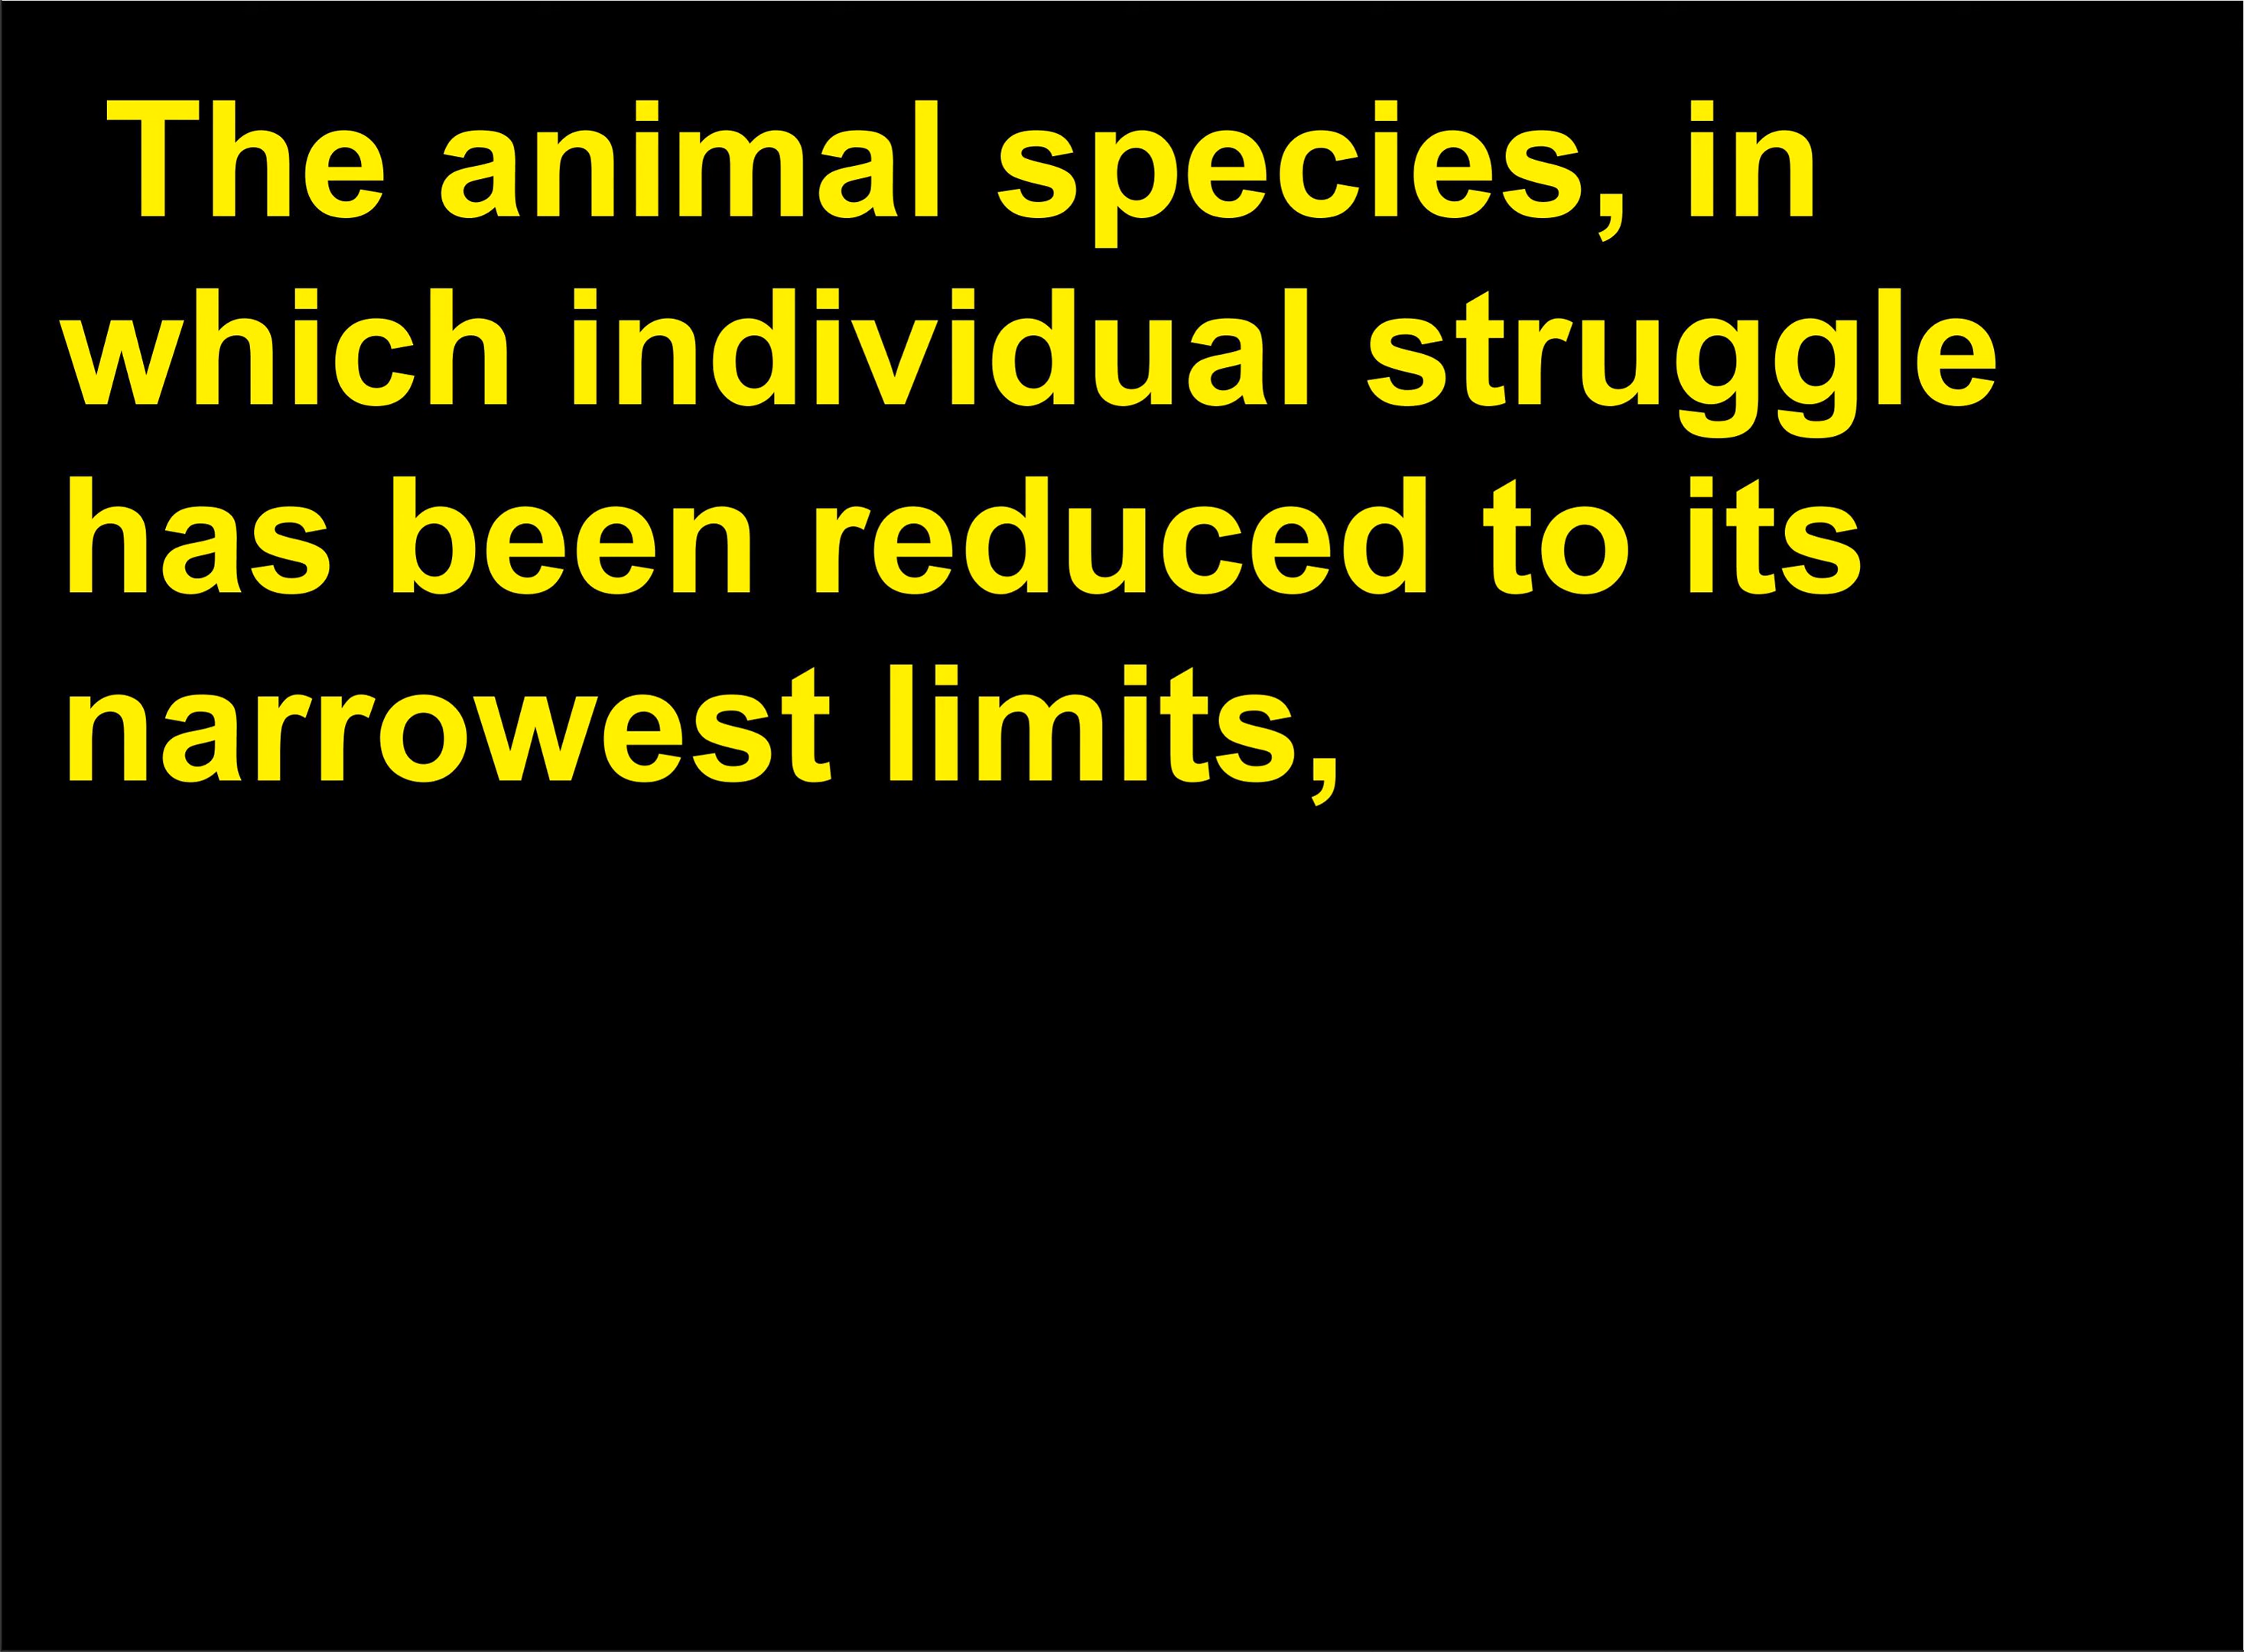 The animal species, in
which individual struggle
has been reduced to its
narrowest limits,